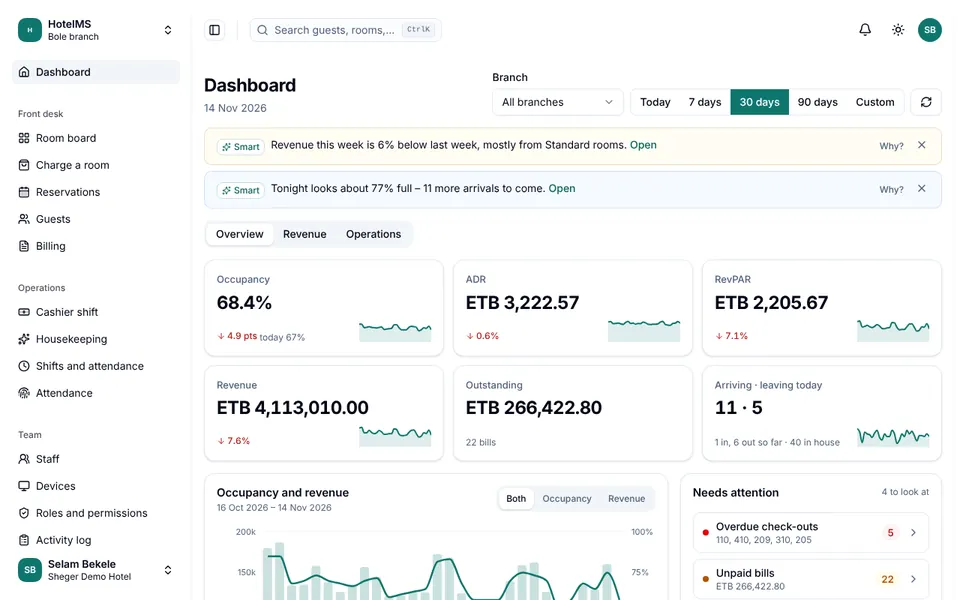 H
HotelMS
Bole branch
Dashboard
Front desk
Room board
Charge a room
Reservations
Guests
Billing
Operations
Cashier shift
Housekeeping
Shifts and attendance
Attendance
Team
Staff
Devices
Roles and permissions
Activity log
SB
Selam Bekele
Sheger Demo Hotel
Search guests, rooms,... CtrlK
SB
Dashboard
14 Nov 2026
Branch
All branches
Today 7 days 30 days 90 days Custom
Smart Revenue this week is 6% below last week, mostly from Standard rooms. Open Why?
Smart Tonight looks about 77% full – 11 more arrivals to come. Open Why?
Overview Revenue Operations
Occupancy
68.4%
↓ 4.9 pts today 67%
ADR
ETB 3,222.57
↓ 0.6%
RevPAR
ETB 2,205.67
↓ 7.1%
Revenue
ETB 4,113,010.00
↓ 7.6%
Outstanding
ETB 266,422.80
22 bills
Arriving · leaving today
11 · 5
1 in, 6 out so far · 40 in house
Occupancy and revenue
16 Oct 2026 – 14 Nov 2026
Both Occupancy Revenue
200k 100%
150k 75%
Needs attention
4 to look at
Overdue check-outs
110, 410, 209, 310, 205
5
Unpaid bills
ETB 266,422.80
22